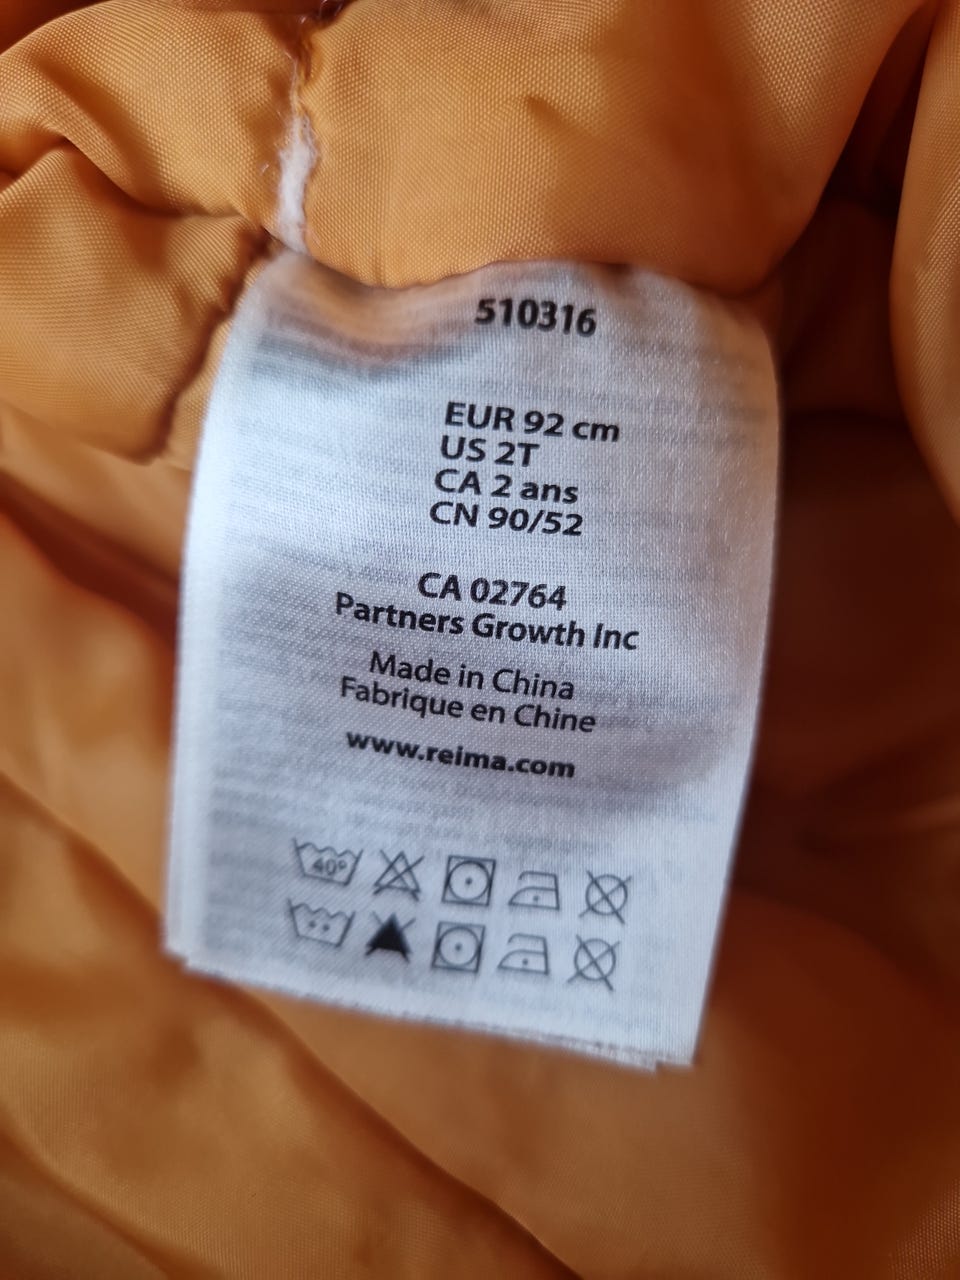 510316
EUR 92 cm
US 2T
CA 2 ans
CN 90/52
CA 02764
Partners Growth Inc
Made in China
Fabrique en Chine
www.reima.com
40°